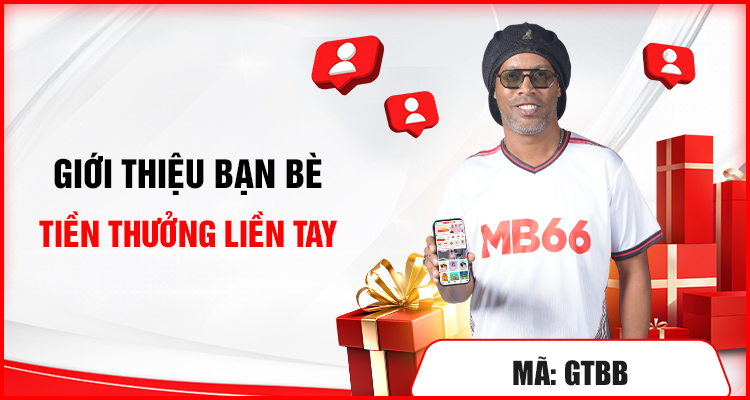 GIỚI THIỆU BẠN BÈ
TIỀN THƯỞNG LIỀN TAY
MB66
MÃ: GTBB